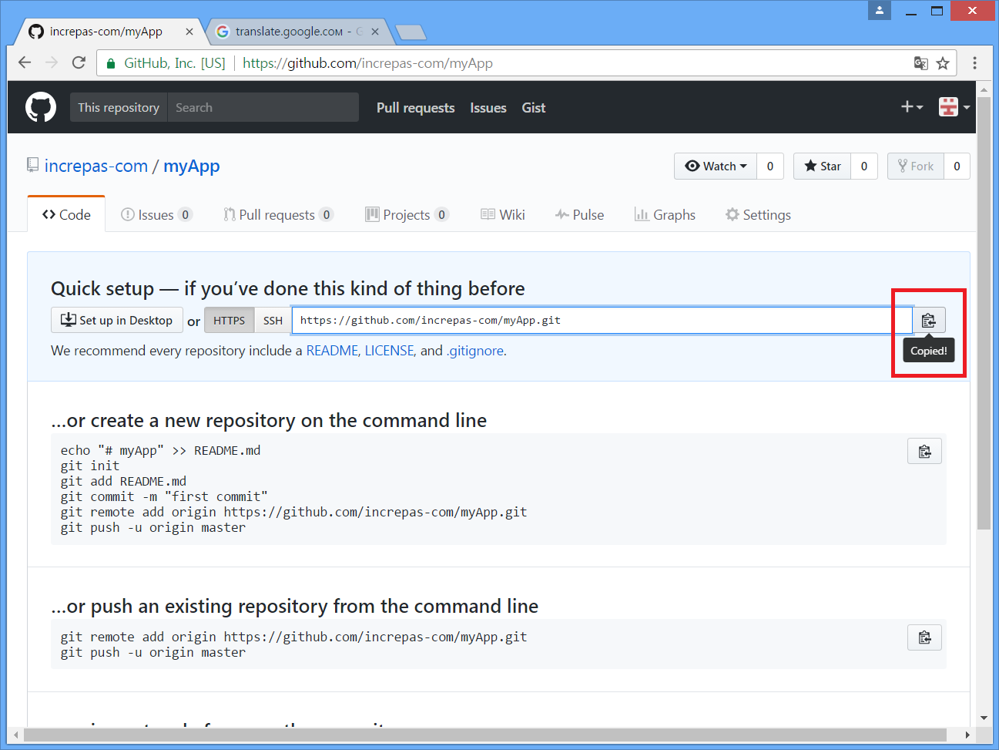 increpas-com/myApp
translate.google.com - G
GitHub, Inc. [US] https://github.com/increpas-com/myApp
This repository Search Pull requests Issues Gist
increpas-com / myApp
Watch 0 Star 0 Fork 0
Code Issues 0 Pull requests 0 Projects 0 Wiki Pulse Graphs Settings
Quick setup — if you’ve done this kind of thing before
Set up in Desktop or HTTPS SSH https://github.com/increpas-com/myApp.git
Copied!
We recommend every repository include a README, LICENSE, and .gitignore.
…or create a new repository on the command line
echo "# myApp" >> README.md
git init
git add README.md
git commit -m "first commit"
git remote add origin https://github.com/increpas-com/myApp.git
git push -u origin master
…or push an existing repository from the command line
git remote add origin https://github.com/increpas-com/myApp.git
git push -u origin master